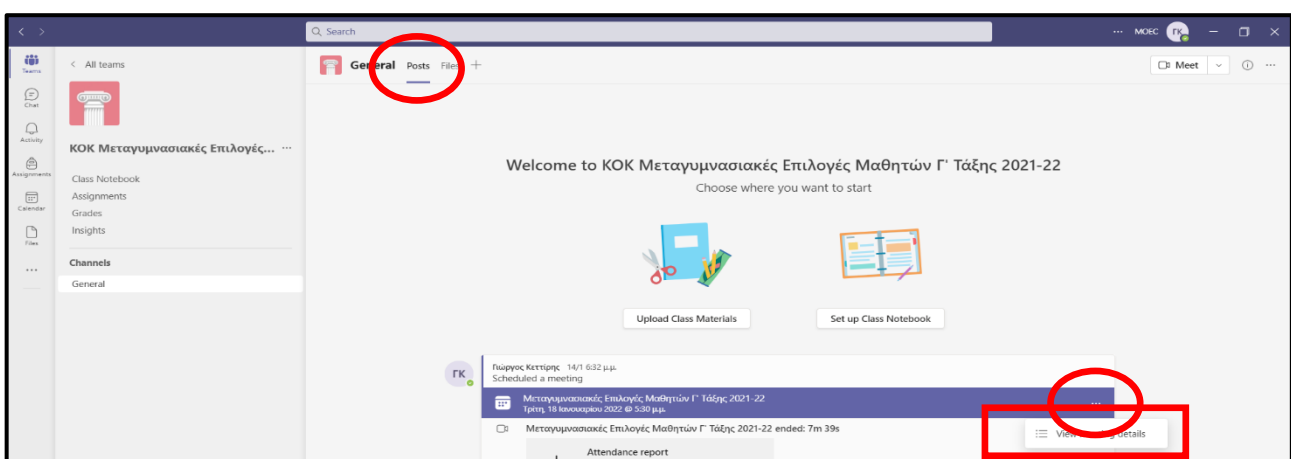 Search
MOEC ΓΚ
Teams
Chat
Activity
Assignments
Calendar
Files
All teams
ΚΟΚ Μεταγυμνασιακές Επιλογές...
Class Notebook
Assignments
Grades
Insights
Channels
General
General Posts Files +
Meet
Welcome to ΚΟΚ Μεταγυμνασιακές Επιλογές Μαθητών Γ' Τάξης 2021-22
Choose where you want to start
Upload Class Materials
Set up Class Notebook
ΓΚ
Γιώργος Κεττίρης 14/1 6:32 μ.μ.
Scheduled a meeting
Μεταγυμνασιακές Επιλογές Μαθητών Γ' Τάξης 2021-22
Τρίτη, 18 Ιανουαρίου 2022 @ 5:30 μ.μ.
Μεταγυμνασιακές Επιλογές Μαθητών Γ' Τάξης 2021-22 ended: 7m 39s
View meeting details
Attendance report